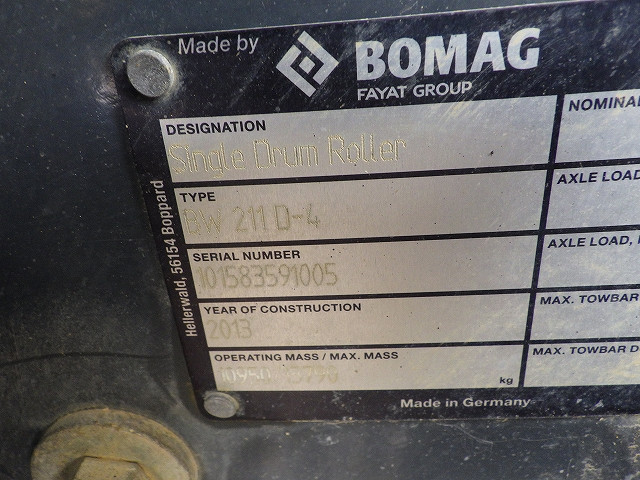 Made by BOMAG
FAYAT GROUP
DESIGNATION
Single Drum Roller
TYPE
BW 211 D-4
SERIAL NUMBER
101583591005
YEAR OF CONSTRUCTION
2013
OPERATING MASS / MAX. MASS
kg
NOMINAL
AXLE LOAD
AXLE LOAD,
MAX. TOWBAR
MAX. TOWBAR D
Made in Germany
Hellerwald, 56154 Boppard